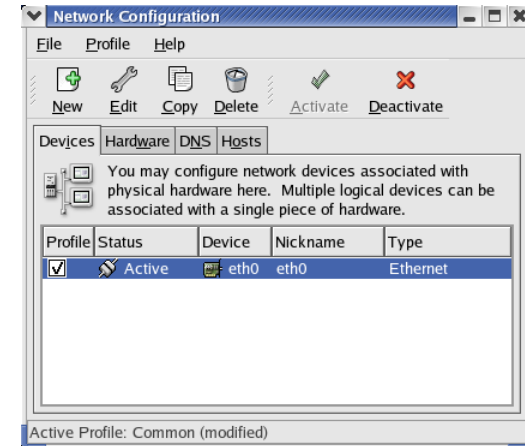 Network Configuration
File Profile Help
New Edit Copy Delete Activate Deactivate
Devices Hardware DNS Hosts
You may configure network devices associated with
physical hardware here. Multiple logical devices can be
associated with a single piece of hardware.
Profile Status Device Nickname Type
Active eth0 eth0 Ethernet
Active Profile: Common (modified)